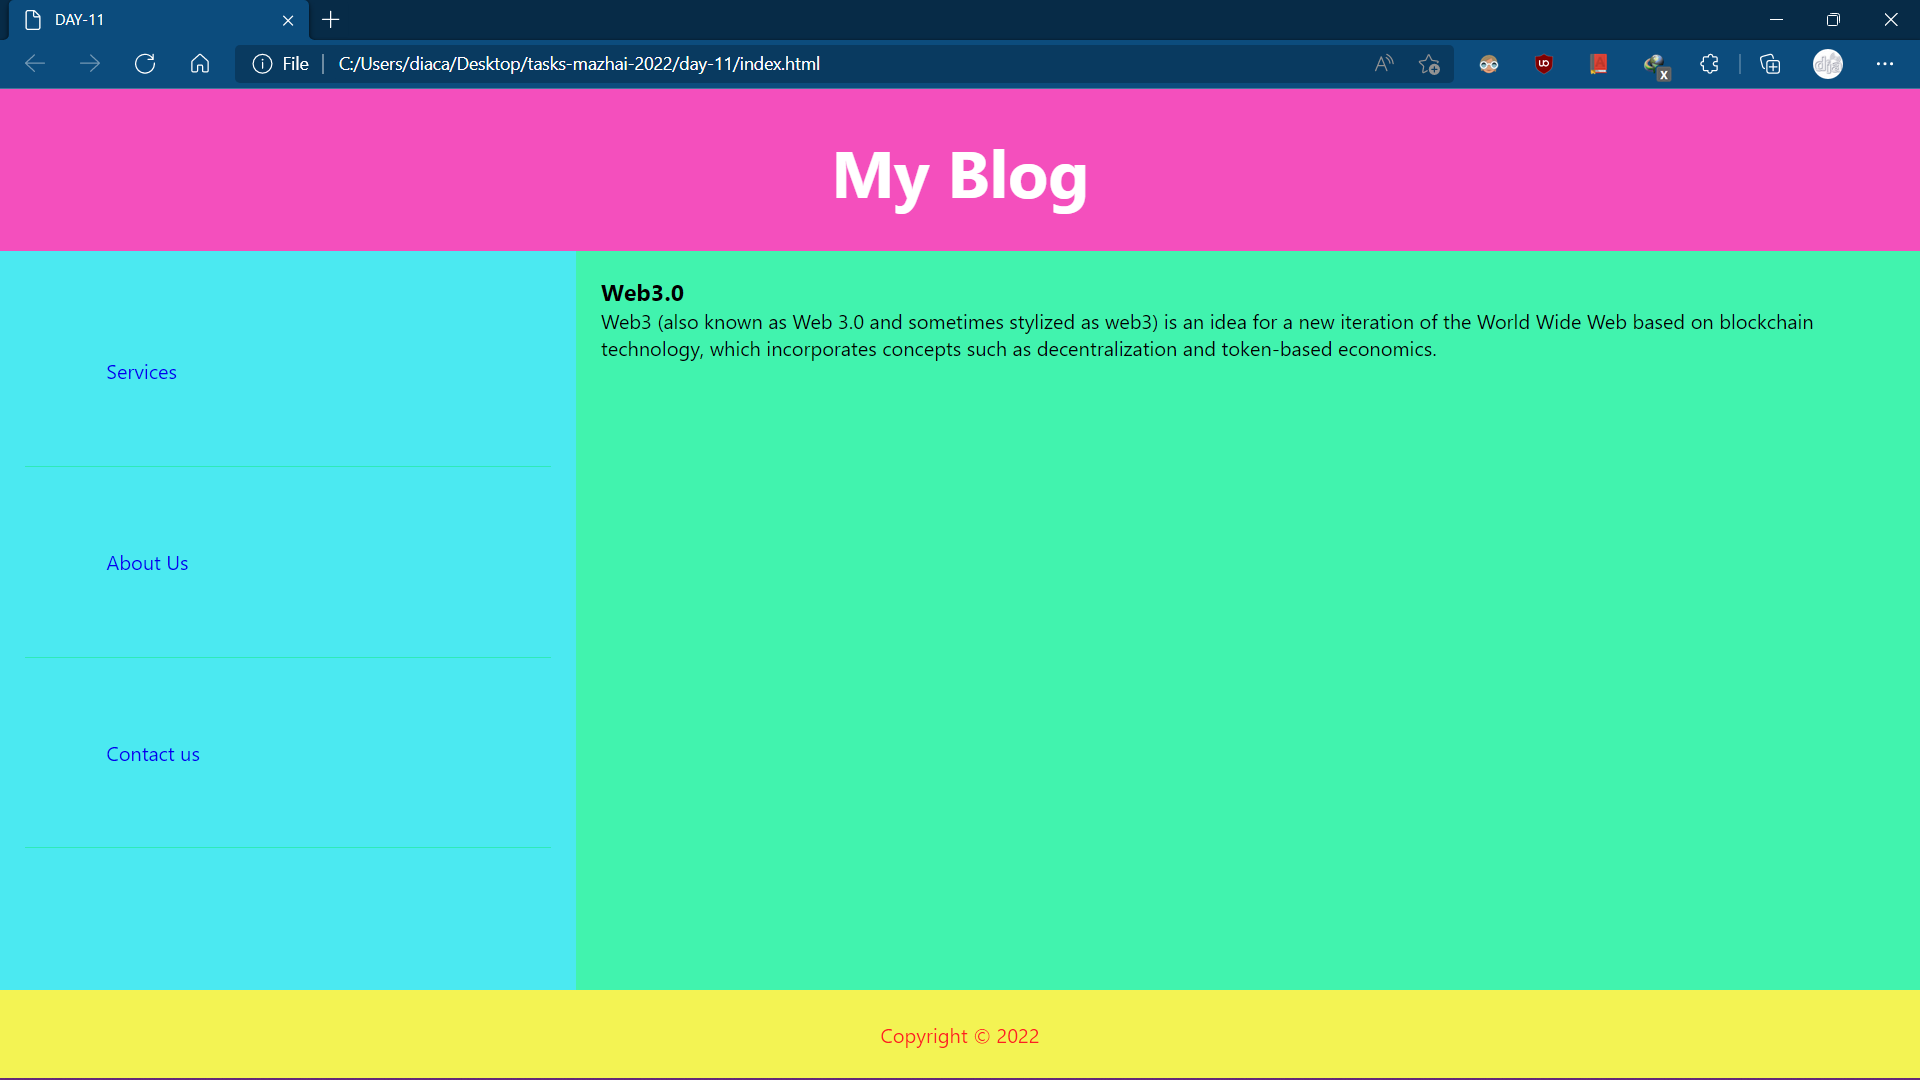 DAY-11
File
C:/Users/diaca/Desktop/tasks-mazhai-2022/day-11/index.html
My Blog
Services
About Us
Contact us
Web3.0
Web3 (also known as Web 3.0 and sometimes stylized as web3) is an idea for a new iteration of the World Wide Web based on blockchain
technology, which incorporates concepts such as decentralization and token-based economics.
Copyright © 2022